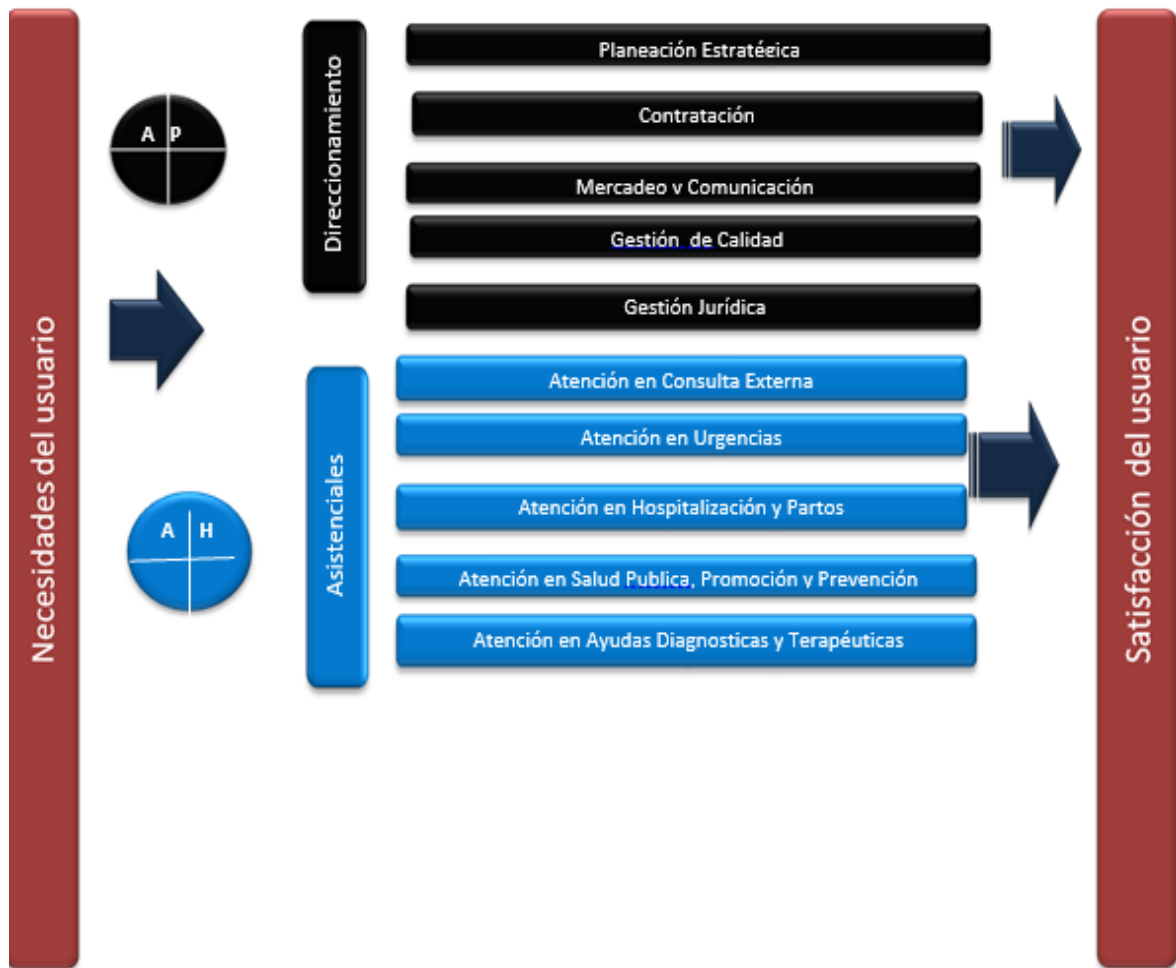 Necesidades del usuario
A P
A H
Direccionamiento
Planeación Estratégica
Contratación
Mercadeo y Comunicación
Gestión de Calidad
Gestión Jurídica
Asistenciales
Atención en Consulta Externa
Atención en Urgencias
Atención en Hospitalización y Partos
Atención en Salud Publica, Promoción y Prevención
Atención en Ayudas Diagnosticas y Terapéuticas
Satisfacción del usuario